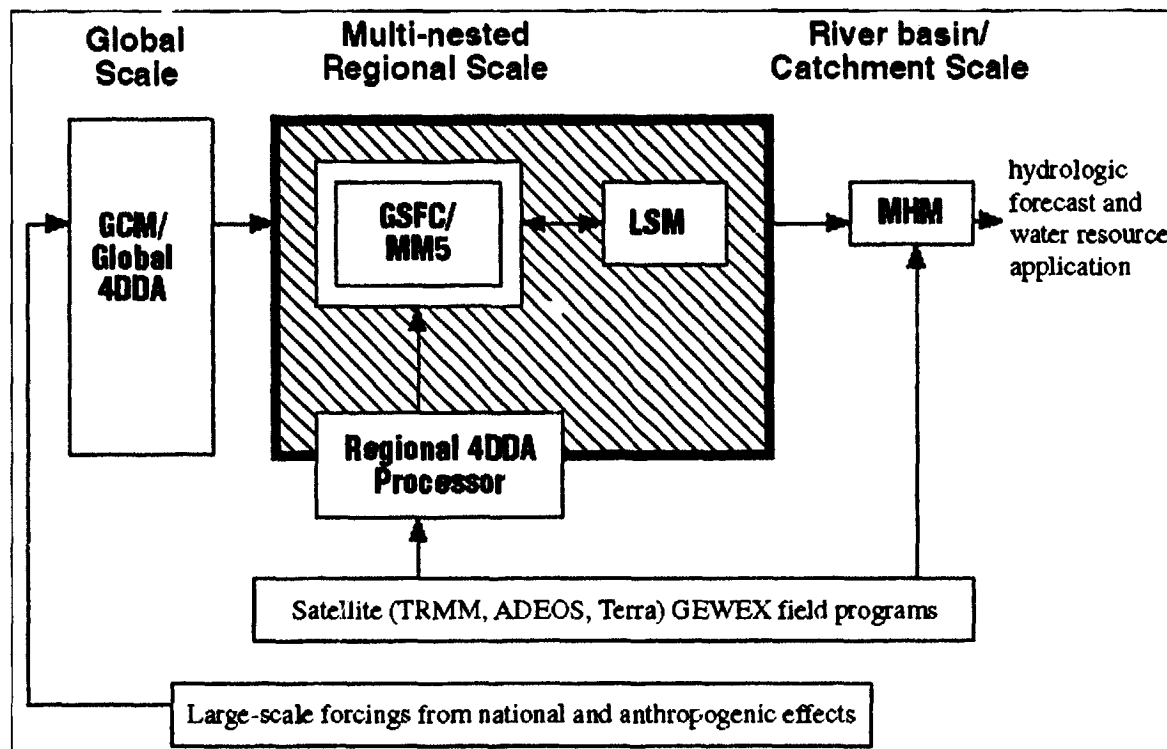 Global
Scale
Multi-nested
Regional Scale
River basin/
Catchment Scale
GCM/
Global
4DDA
GSFC/
MM5
LSM
MHM
hydrologic
forecast and
water resource
application
Regional 4DDA
Processor
Satellite (TRMM, ADEOS, Terra) GEWEX field programs
Large-scale forcings from national and anthropogenic effects